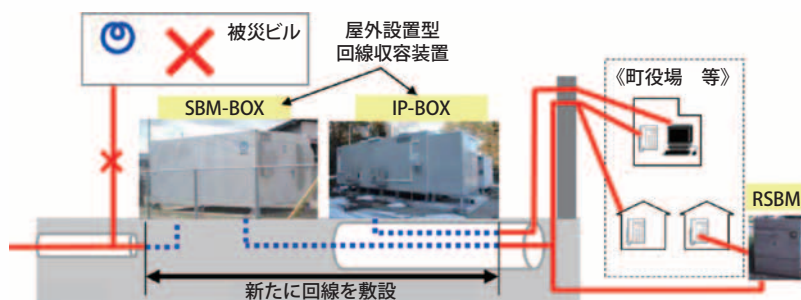 被災ビル
屋外設置型
回線収容装置
SBM-BOX
IP-BOX
《町役場　等》
RSBM
新たに回線を敷設